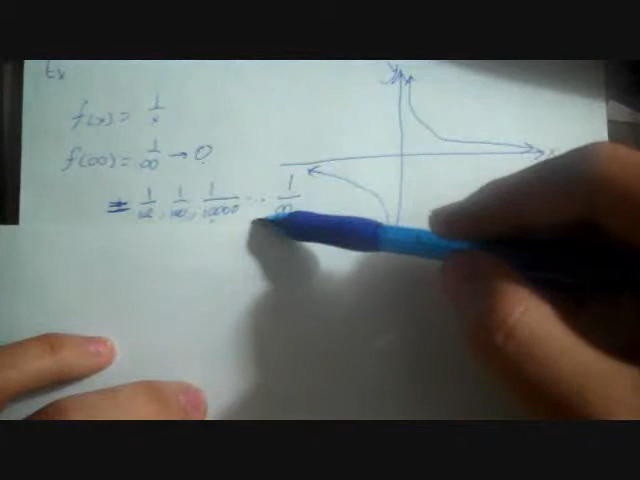 Ex
f(x) = 1/x
f(∞) = 1/∞ → 0
= 1/10, 1/100, 1/10000 ... 1/∞
y
x